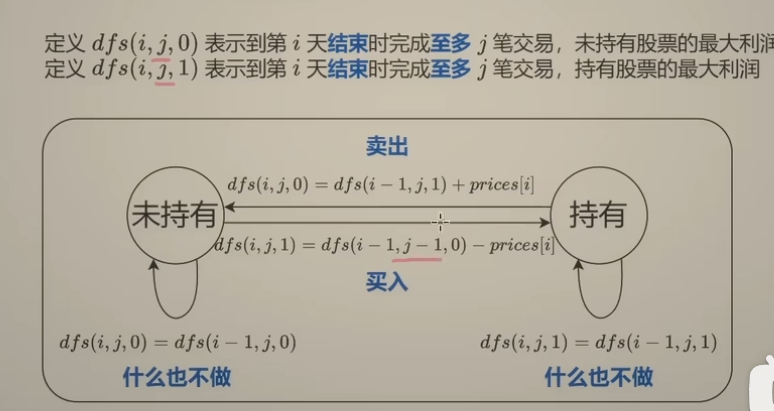 定义 dfs(i, j, 0) 表示到第 i 天结束时完成至多 j 笔交易，未持有股票的最大利润
定义 dfs(i, j, 1) 表示到第 i 天结束时完成至多 j 笔交易，持有股票的最大利润
卖出
dfs(i, j, 0) = dfs(i − 1, j, 1) + prices[i]
未持有
持有
dfs(i, j, 1) = dfs(i − 1, j − 1, 0) − prices[i]
买入
dfs(i, j, 0) = dfs(i − 1, j, 0)
dfs(i, j, 1) = dfs(i − 1, j, 1)
什么也不做
什么也不做